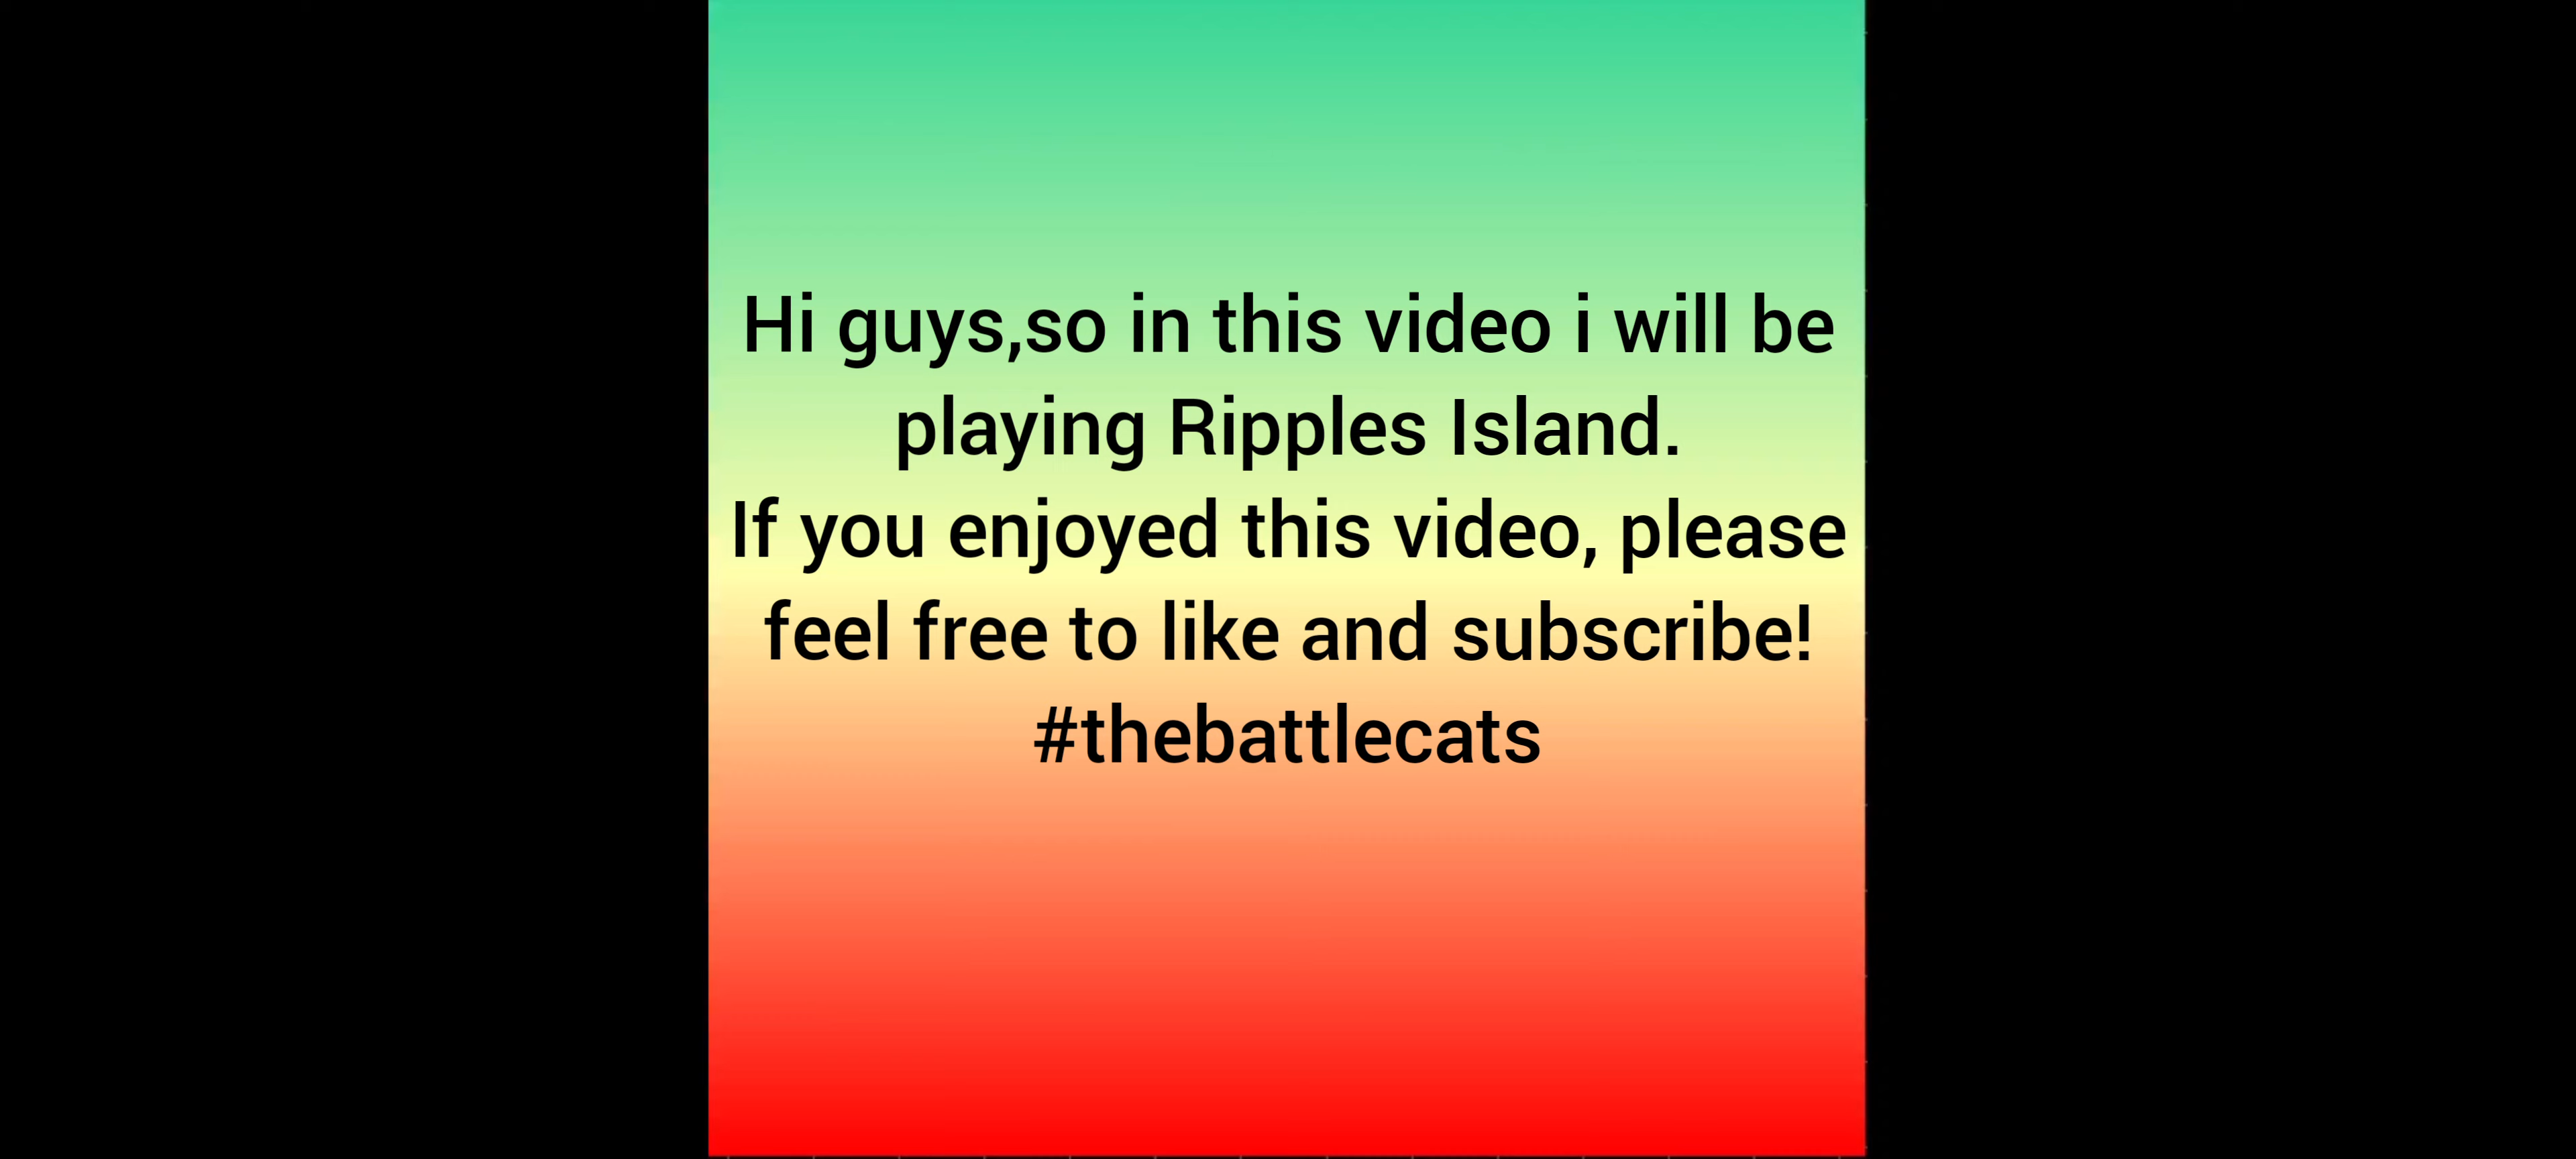 Hi guys,so in this video i will be
playing Ripples Island.
If you enjoyed this video, please
feel free to like and subscribe!
#thebattlecats